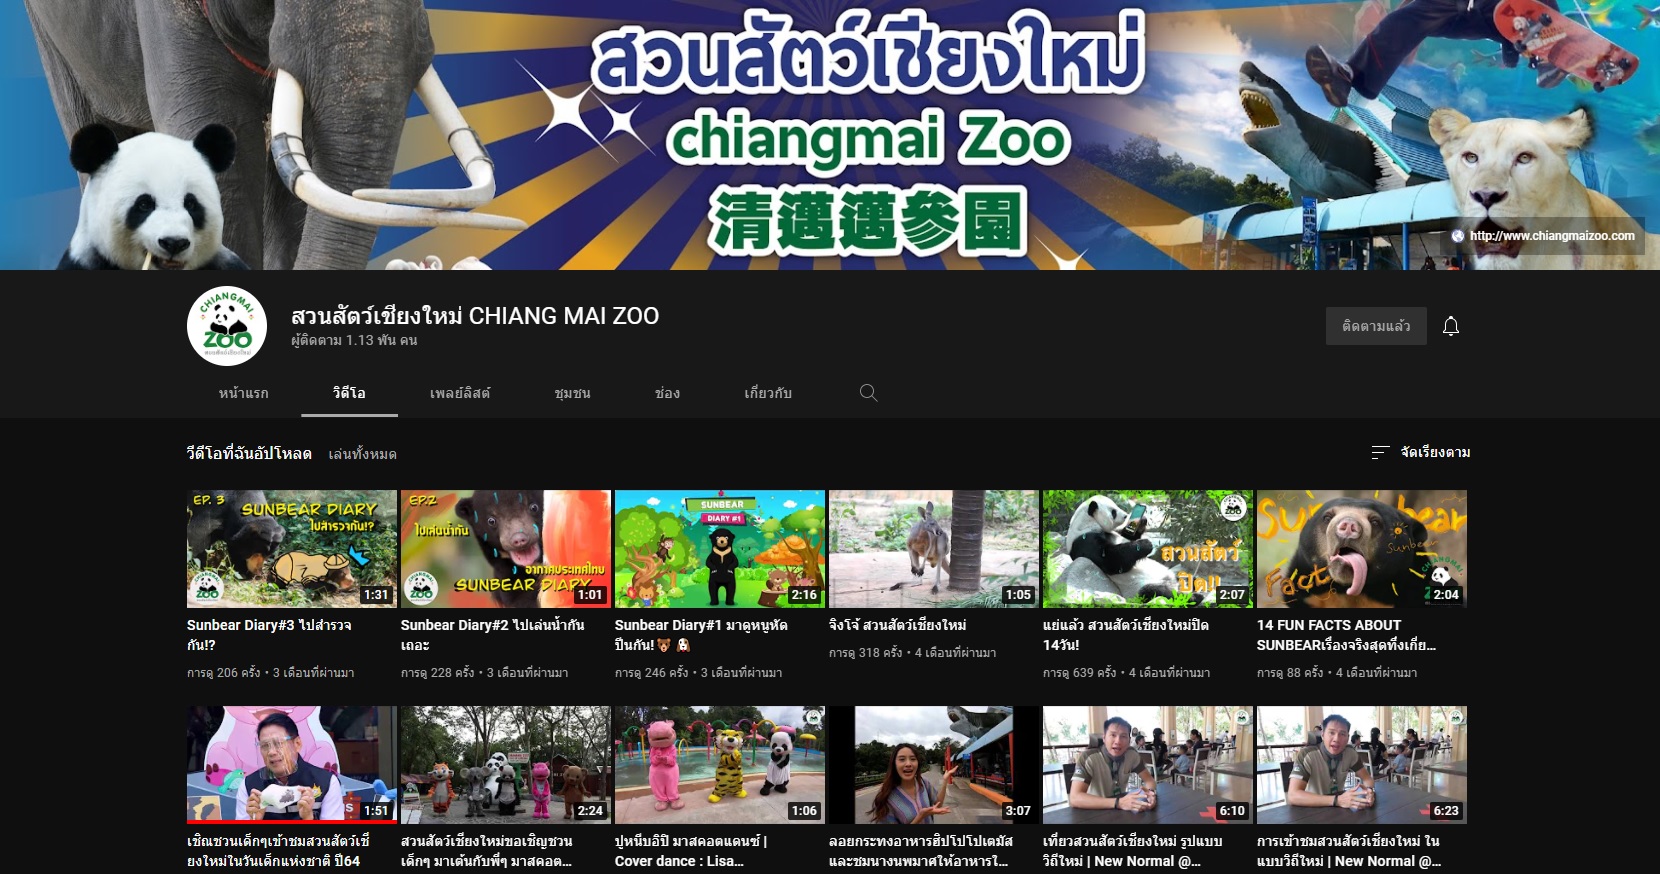 สวนสัตว์เชียงใหม่
chiangmai Zoo
清邁邁參園
http://www.chiangmaizoo.com
CHIANGMAI
ZOO
สวนสัตว์เชียงใหม่ CHIANG MAI ZOO
ผู้ติดตาม 1.13 พัน คน
ติดตามแล้ว
หน้าแรก วิดีโอ เพลย์ลิสต์ ชุมชน ช่อง เกี่ยวกับ
วิดีโอที่ฉันอัปโหลด เล่นทั้งหมด
จัดเรียงตาม
EP. 3
SUNBEAR DIARY
ไปสำรวจกัน!?
ZOO
1:31
Sunbear Diary#3 ไปสำรวจ
กัน!?
การดู 206 ครั้ง • 3 เดือนที่ผ่านมา
EP.2
ไปเล่นน้ำกัน
อากาศประเทศไทย
SUNBEAR DIARY
ZOO
1:01
Sunbear Diary#2 ไปเล่นน้ำกัน
เถอะ
การดู 228 ครั้ง • 3 เดือนที่ผ่านมา
SUNBEAR
DIARY #1
2:16
Sunbear Diary#1 มาดูหนูหัด
ปีนกัน!🐻 🐶
การดู 246 ครั้ง • 3 เดือนที่ผ่านมา
1:05
จิงโจ้ สวนสัตว์เชียงใหม่
การดู 318 ครั้ง • 4 เดือนที่ผ่านมา
ZOO
สวนสัตว์
ปิด!!
2:07
แย่แล้ว สวนสัตว์เชียงใหม่ปิด
14วัน!
การดู 639 ครั้ง • 4 เดือนที่ผ่านมา
Sunbear
Sunbear
Fact
ZOO
2:04
14 FUN FACTS ABOUT
SUNBEARเรื่องจริงสุดทึ่งเกี่ย…
การดู 88 ครั้ง • 4 เดือนที่ผ่านมา
1:51
เชิญชวนเด็กๆเข้าชมสวนสัตว์เชี
ยงใหม่ในวันเด็กแห่งชาติ ปี64
2:24
สวนสัตว์เชียงใหม่ขอเชิญชวน
เด็กๆ มาเต้นกับพี่ๆ มาสคอต…
1:06
ปูหนีบอิปิ มาสคอตแดนซ์ |
Cover dance : Lisa…
3:07
ลอยกระทงอาหารฮิปโปโปเตมัส
และชมนางนพมาศให้อาหารใ…
6:10
เที่ยวสวนสัตว์เชียงใหม่ รูปแบบ
วิถีใหม่ | New Normal @…
6:23
การเข้าชมสวนสัตว์เชียงใหม่ ใน
แบบวิถีใหม่ | New Normal @…